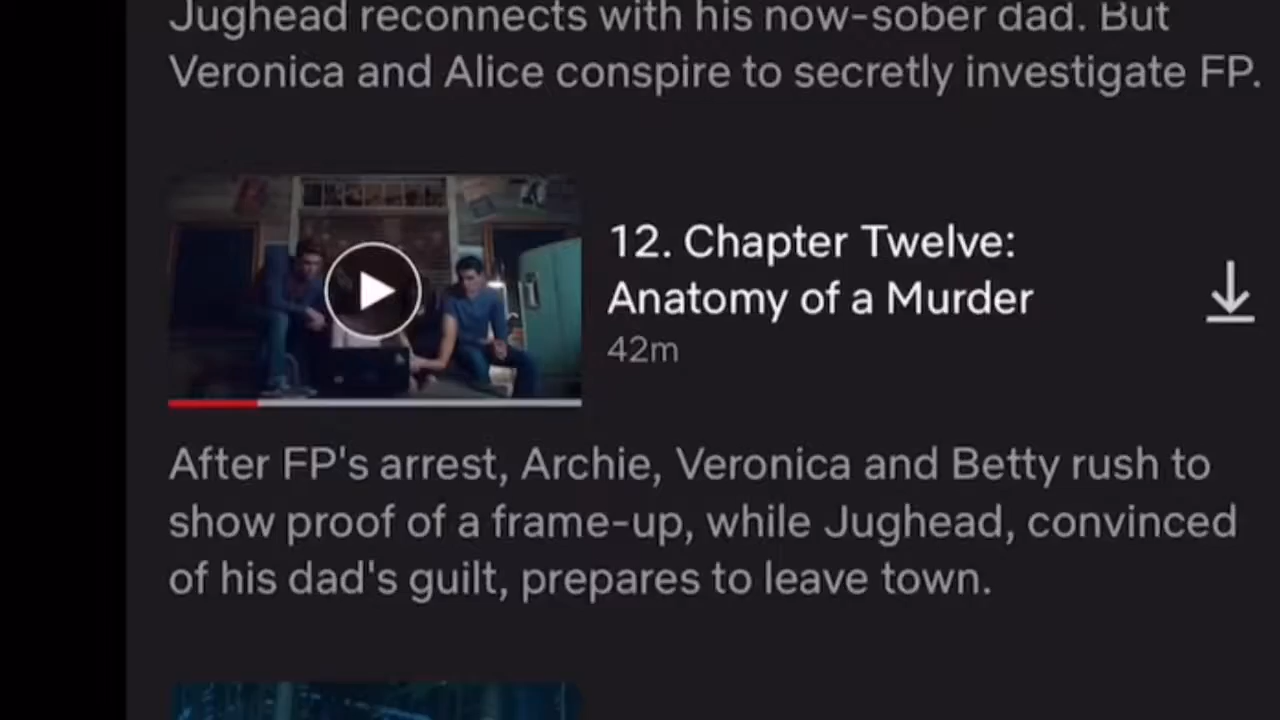 Jughead reconnects with his now-sober dad. But
Veronica and Alice conspire to secretly investigate FP.
12. Chapter Twelve:
Anatomy of a Murder
42m
After FP's arrest, Archie, Veronica and Betty rush to
show proof of a frame-up, while Jughead, convinced
of his dad's guilt, prepares to leave town.